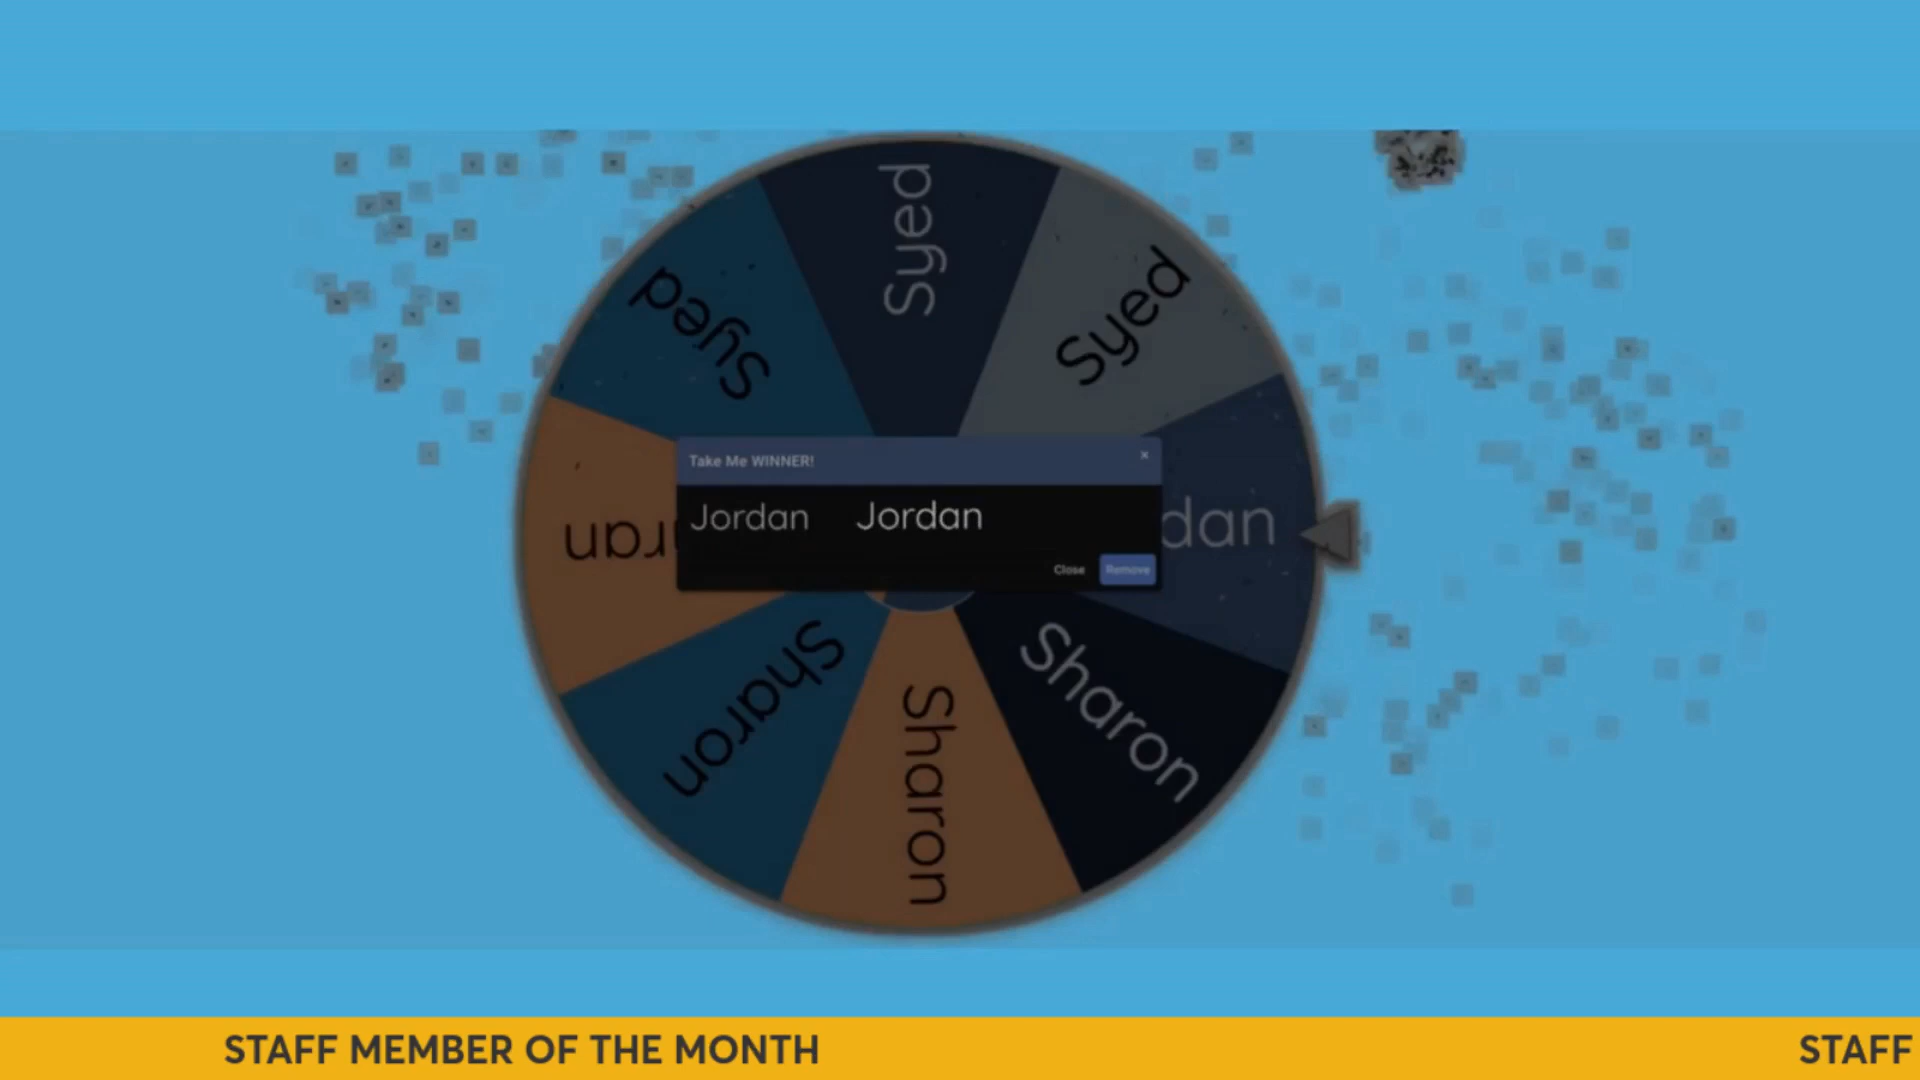 Syed
Syed
Syed
Take Me WINNER!
×
Jordan Jordan
dan
Close Remove
Sharon
Sharon
Sharon
STAFF MEMBER OF THE MONTH
STAFF